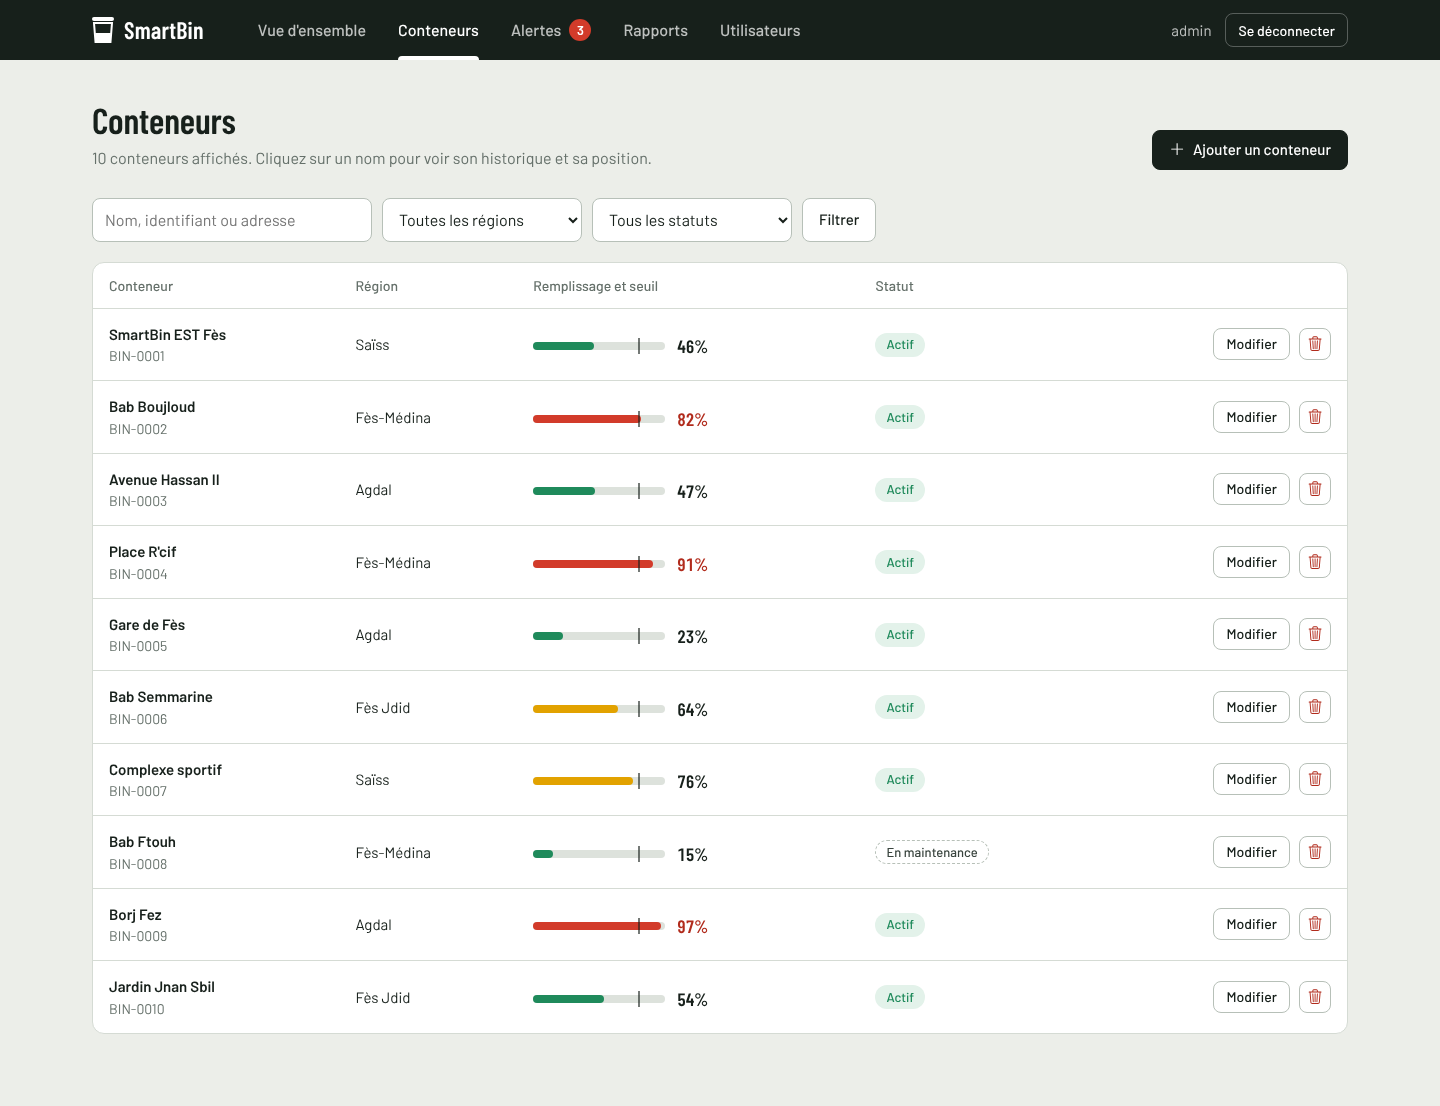 SmartBin
Vue d'ensemble
Conteneurs
Alertes 3
Rapports
Utilisateurs
admin
Se déconnecter
Conteneurs
10 conteneurs affichés. Cliquez sur un nom pour voir son historique et sa position.
+ Ajouter un conteneur
Nom, identifiant ou adresse
Toutes les régions
Tous les statuts
Filtrer
Conteneur Région Remplissage et seuil Statut
SmartBin EST Fès
BIN-0001
Saïss
46%
Actif
Modifier
Bab Boujloud
BIN-0002
Fès-Médina
82%
Actif
Modifier
Avenue Hassan II
BIN-0003
Agdal
47%
Actif
Modifier
Place R'cif
BIN-0004
Fès-Médina
91%
Actif
Modifier
Gare de Fès
BIN-0005
Agdal
23%
Actif
Modifier
Bab Semmarine
BIN-0006
Fès Jdid
64%
Actif
Modifier
Complexe sportif
BIN-0007
Saïss
76%
Actif
Modifier
Bab Ftouh
BIN-0008
Fès-Médina
15%
En maintenance
Modifier
Borj Fez
BIN-0009
Agdal
97%
Actif
Modifier
Jardin Jnan Sbil
BIN-0010
Fès Jdid
54%
Actif
Modifier